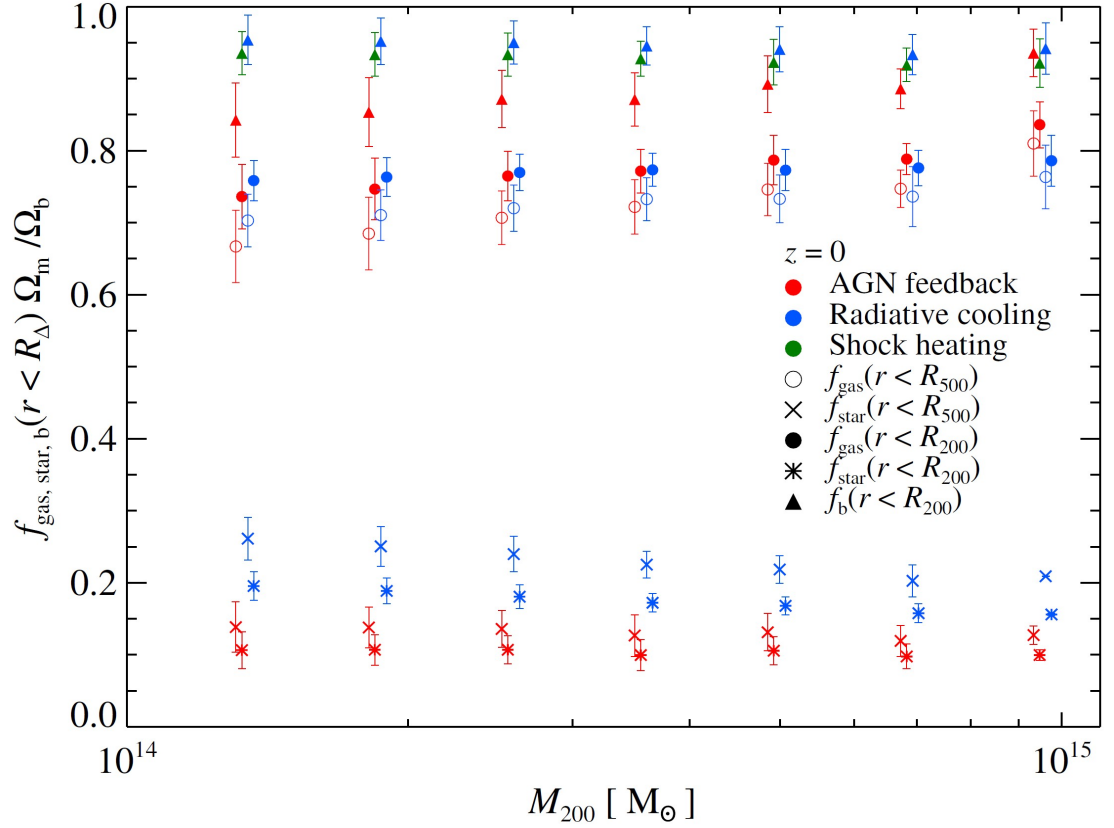 1.0
0.8
0.6
0.4
0.2
0.0
f_gas, star, b(r < R_Δ) Ω_m /Ω_b
z = 0
AGN feedback
Radiative cooling
Shock heating
f_gas(r < R_500)
f_star(r < R_500)
f_gas(r < R_200)
f_star(r < R_200)
f_b(r < R_200)
10^14 10^15
M_200 [ M_⊙ ]